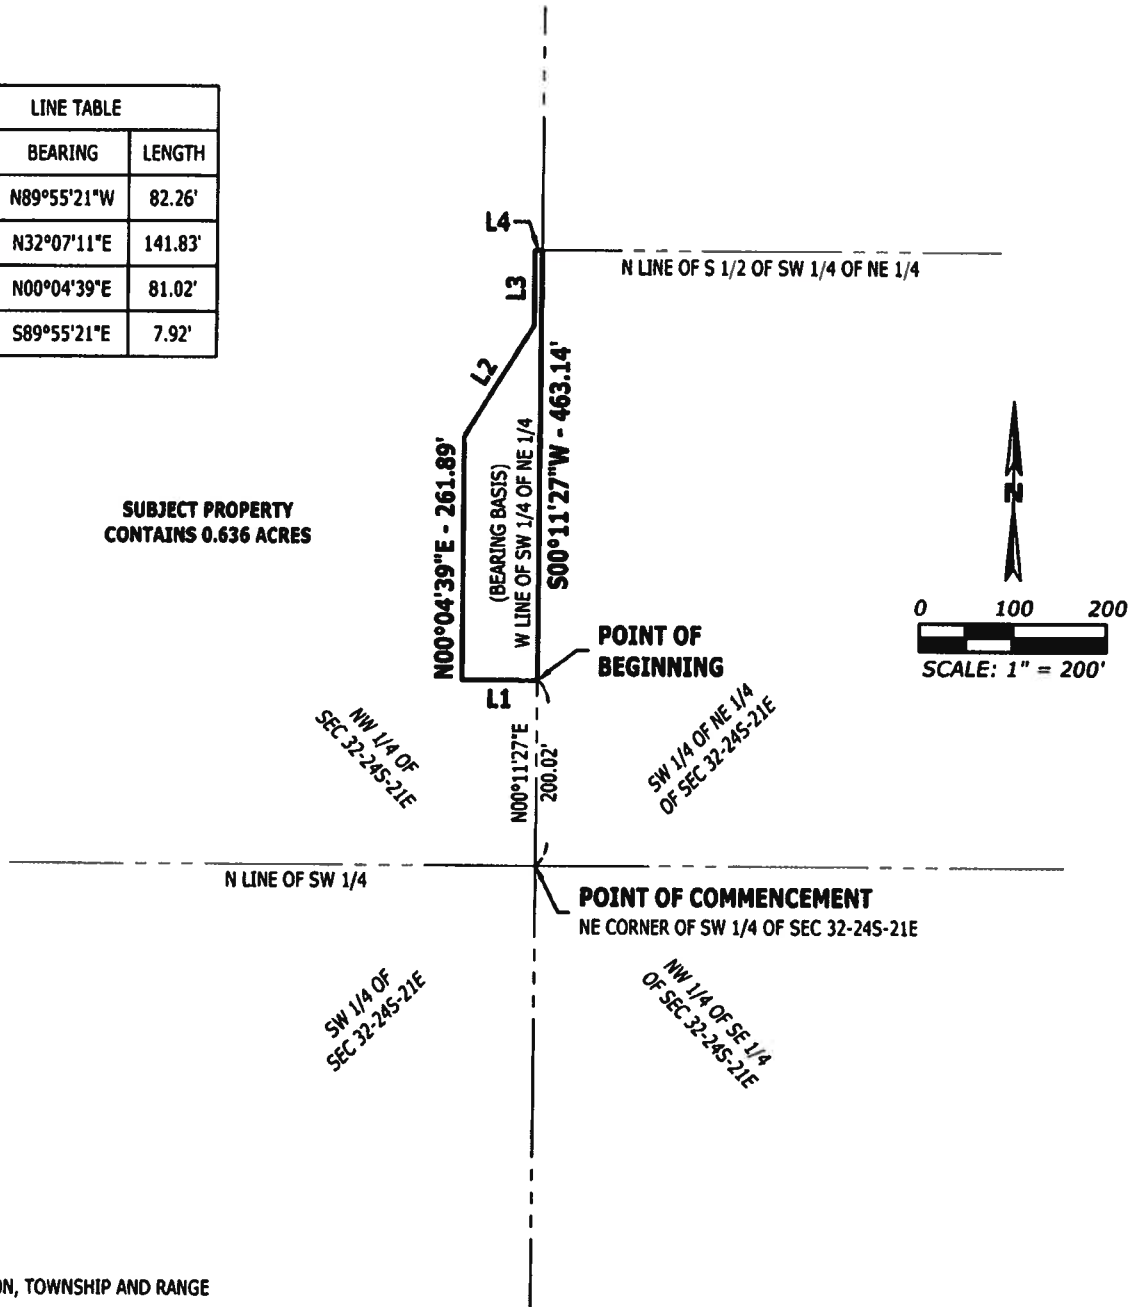 LINE TABLE
BEARING LENGTH
N89°55'21"W 82.26'
N32°07'11"E 141.83'
N00°04'39"E 81.02'
S89°55'21"E 7.92'
L4
N LINE OF S 1/2 OF SW 1/4 OF NE 1/4
L3
L2
S00°11'27"W - 463.14'
W LINE OF SW 1/4 OF NE 1/4
(BEARING BASIS)
N00°04'39"E - 261.89'
SUBJECT PROPERTY
CONTAINS 0.636 ACRES
N
0 100 200
SCALE: 1" = 200'
POINT OF
BEGINNING
L1
NW 1/4 OF
SEC 32-24S-21E
N00°11'27"E
200.02'
SW 1/4 OF NE 1/4
OF SEC 32-24S-21E
N LINE OF SW 1/4
POINT OF COMMENCEMENT
NE CORNER OF SW 1/4 OF SEC 32-24S-21E
SW 1/4 OF
SEC 32-24S-21E
NW 1/4 OF SE 1/4
OF SEC 32-24S-21E
TOWNSHIP AND RANGE